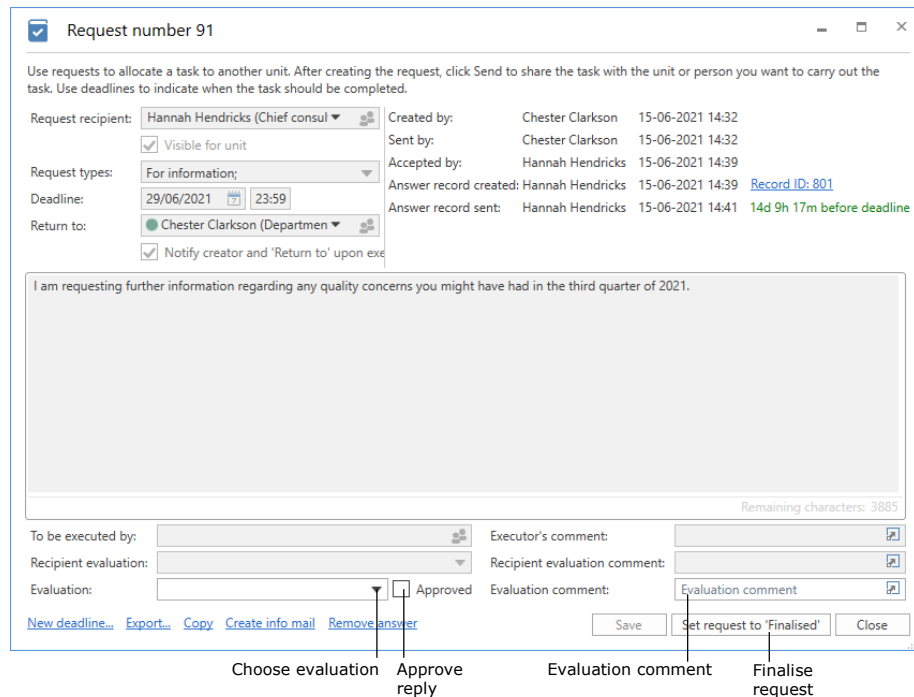 Request number 91
Use requests to allocate a task to another unit. After creating the request, click Send to share the task with the unit or person you want to carry out the
task. Use deadlines to indicate when the task should be completed.
Request recipient: Hannah Hendricks (Chief consul
Visible for unit
Request types: For information;
Deadline: 29/06/2021 7 23:59
Return to: Chester Clarkson (Departmen
Notify creator and 'Return to' upon exe
Created by: Chester Clarkson 15-06-2021 14:32
Sent by: Chester Clarkson 15-06-2021 14:32
Accepted by: Hannah Hendricks 15-06-2021 14:39
Answer record created: Hannah Hendricks 15-06-2021 14:39 Record ID: 801
Answer record sent: Hannah Hendricks 15-06-2021 14:41 14d 9h 17m before deadline
I am requesting further information regarding any quality concerns you might have had in the third quarter of 2021.
Remaining characters: 3885
To be executed by: Executor's comment:
Recipient evaluation: Recipient evaluation comment:
Evaluation: Approved Evaluation comment: Evaluation comment
New deadline... Export... Copy Create info mail Remove answer Save Set request to 'Finalised' Close
Choose evaluation Approve reply Evaluation comment Finalise request